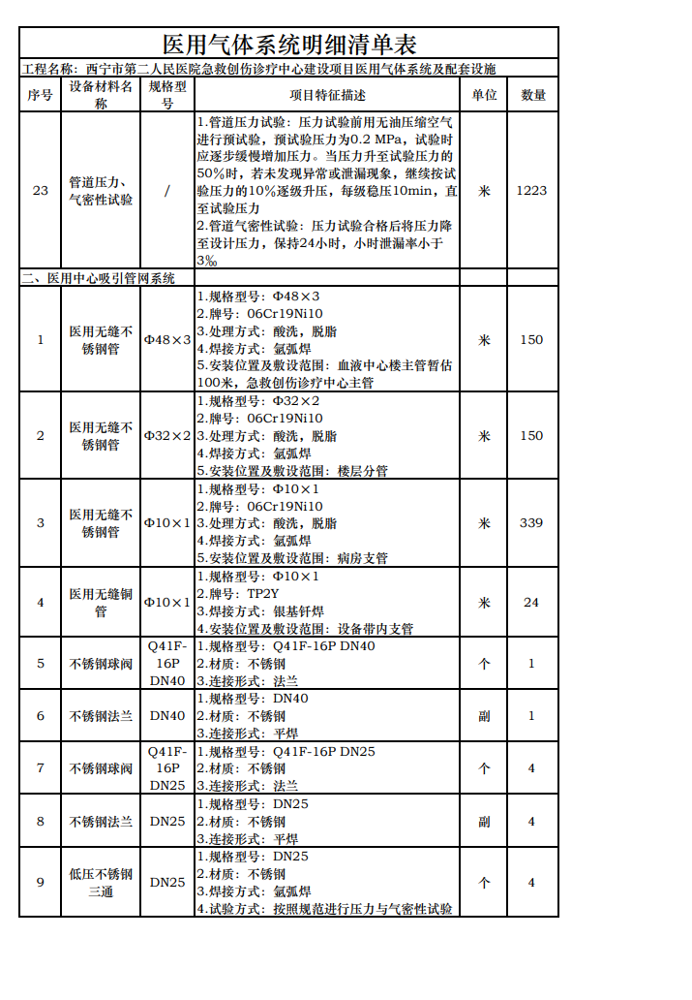 医用气体系统明细清单表
工程名称：西宁市第二人民医院急救创伤诊疗中心建设项目医用气体系统及配套设施
序号 设备材料名称 规格型号 项目特征描述 单位 数量
23 管道压力、气密性试验 / 1.管道压力试验：压力试验前用无油压缩空气
进行预试验，预试验压力为0.2 MPa，试验时
应逐步缓慢增加压力。当压力升至试验压力的
50%时，若未发现异常或泄漏现象，继续按试
验压力的10%逐级升压，每级稳压10min，直
至试验压力
2.管道气密性试验：压力试验合格后将压力降
至设计压力，保持24小时，小时泄漏率小于
3‰ 米 1223
二、医用中心吸引管网系统
1 医用无缝不锈钢管 Φ48×3 1.规格型号：Φ48×3
2.牌号：06Cr19Ni10
3.处理方式：酸洗，脱脂
4.焊接方式：氩弧焊
5.安装位置及敷设范围：血液中心楼主管暂估
100米，急救创伤诊疗中心主管 米 150
2 医用无缝不锈钢管 Φ32×2 1.规格型号：Φ32×2
2.牌号：06Cr19Ni10
3.处理方式：酸洗，脱脂
4.焊接方式：氩弧焊
5.安装位置及敷设范围：楼层分管 米 150
3 医用无缝不锈钢管 Φ10×1 1.规格型号：Φ10×1
2.牌号：06Cr19Ni10
3.处理方式：酸洗，脱脂
4.焊接方式：氩弧焊
5.安装位置及敷设范围：病房支管 米 339
4 医用无缝铜管 Φ10×1 1.规格型号：Φ10×1
2.牌号：TP2Y
3.焊接方式：银基钎焊
4.安装位置及敷设范围：设备带内支管 米 24
5 不锈钢球阀 Q41F-16P DN40 1.规格型号：Q41F-16P DN40
2.材质：不锈钢
3.连接形式：法兰 个 1
6 不锈钢法兰 DN40 1.规格型号：DN40
2.材质：不锈钢
3.连接形式：平焊 副 1
7 不锈钢球阀 Q41F-16P DN25 1.规格型号：Q41F-16P DN25
2.材质：不锈钢
3.连接形式：法兰 个 4
8 不锈钢法兰 DN25 1.规格型号：DN25
2.材质：不锈钢
3.连接形式：平焊 副 4
9 低压不锈钢三通 DN25 1.规格型号：DN25
2.材质：不锈钢
3.焊接方式：氩弧焊
4.试验方式：按照规范进行压力与气密性试验 个 4